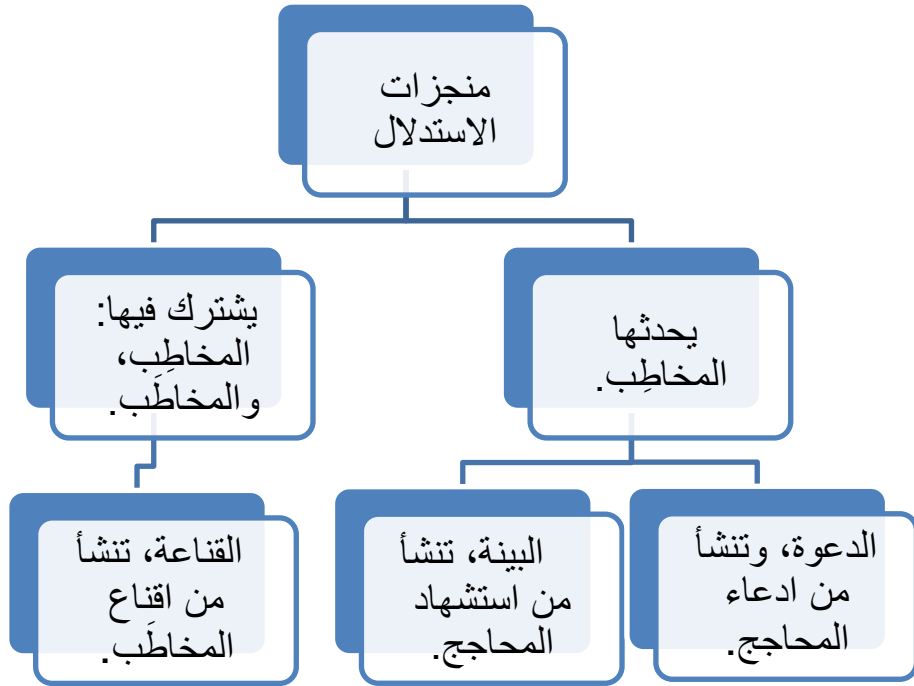 منجزات
الاستدلال
يحدثها
المخاطِب.
يشترك فيها:
المخاطِب،
والمخاطَب.
الدعوة، وتنشأ
من ادعاء
المحاجج.
البينة، تنشأ
من استشهاد
المحاجج.
القناعة، تنشأ
من اقناع
المخاطَب.